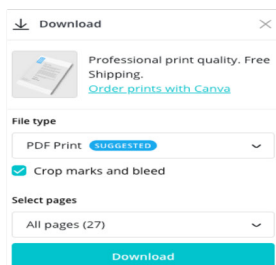 Download
Professional print quality. Free
Shipping.
Order prints with Canva
File type
PDF Print SUGGESTED
Crop marks and bleed
Select pages
All pages (27)
Download